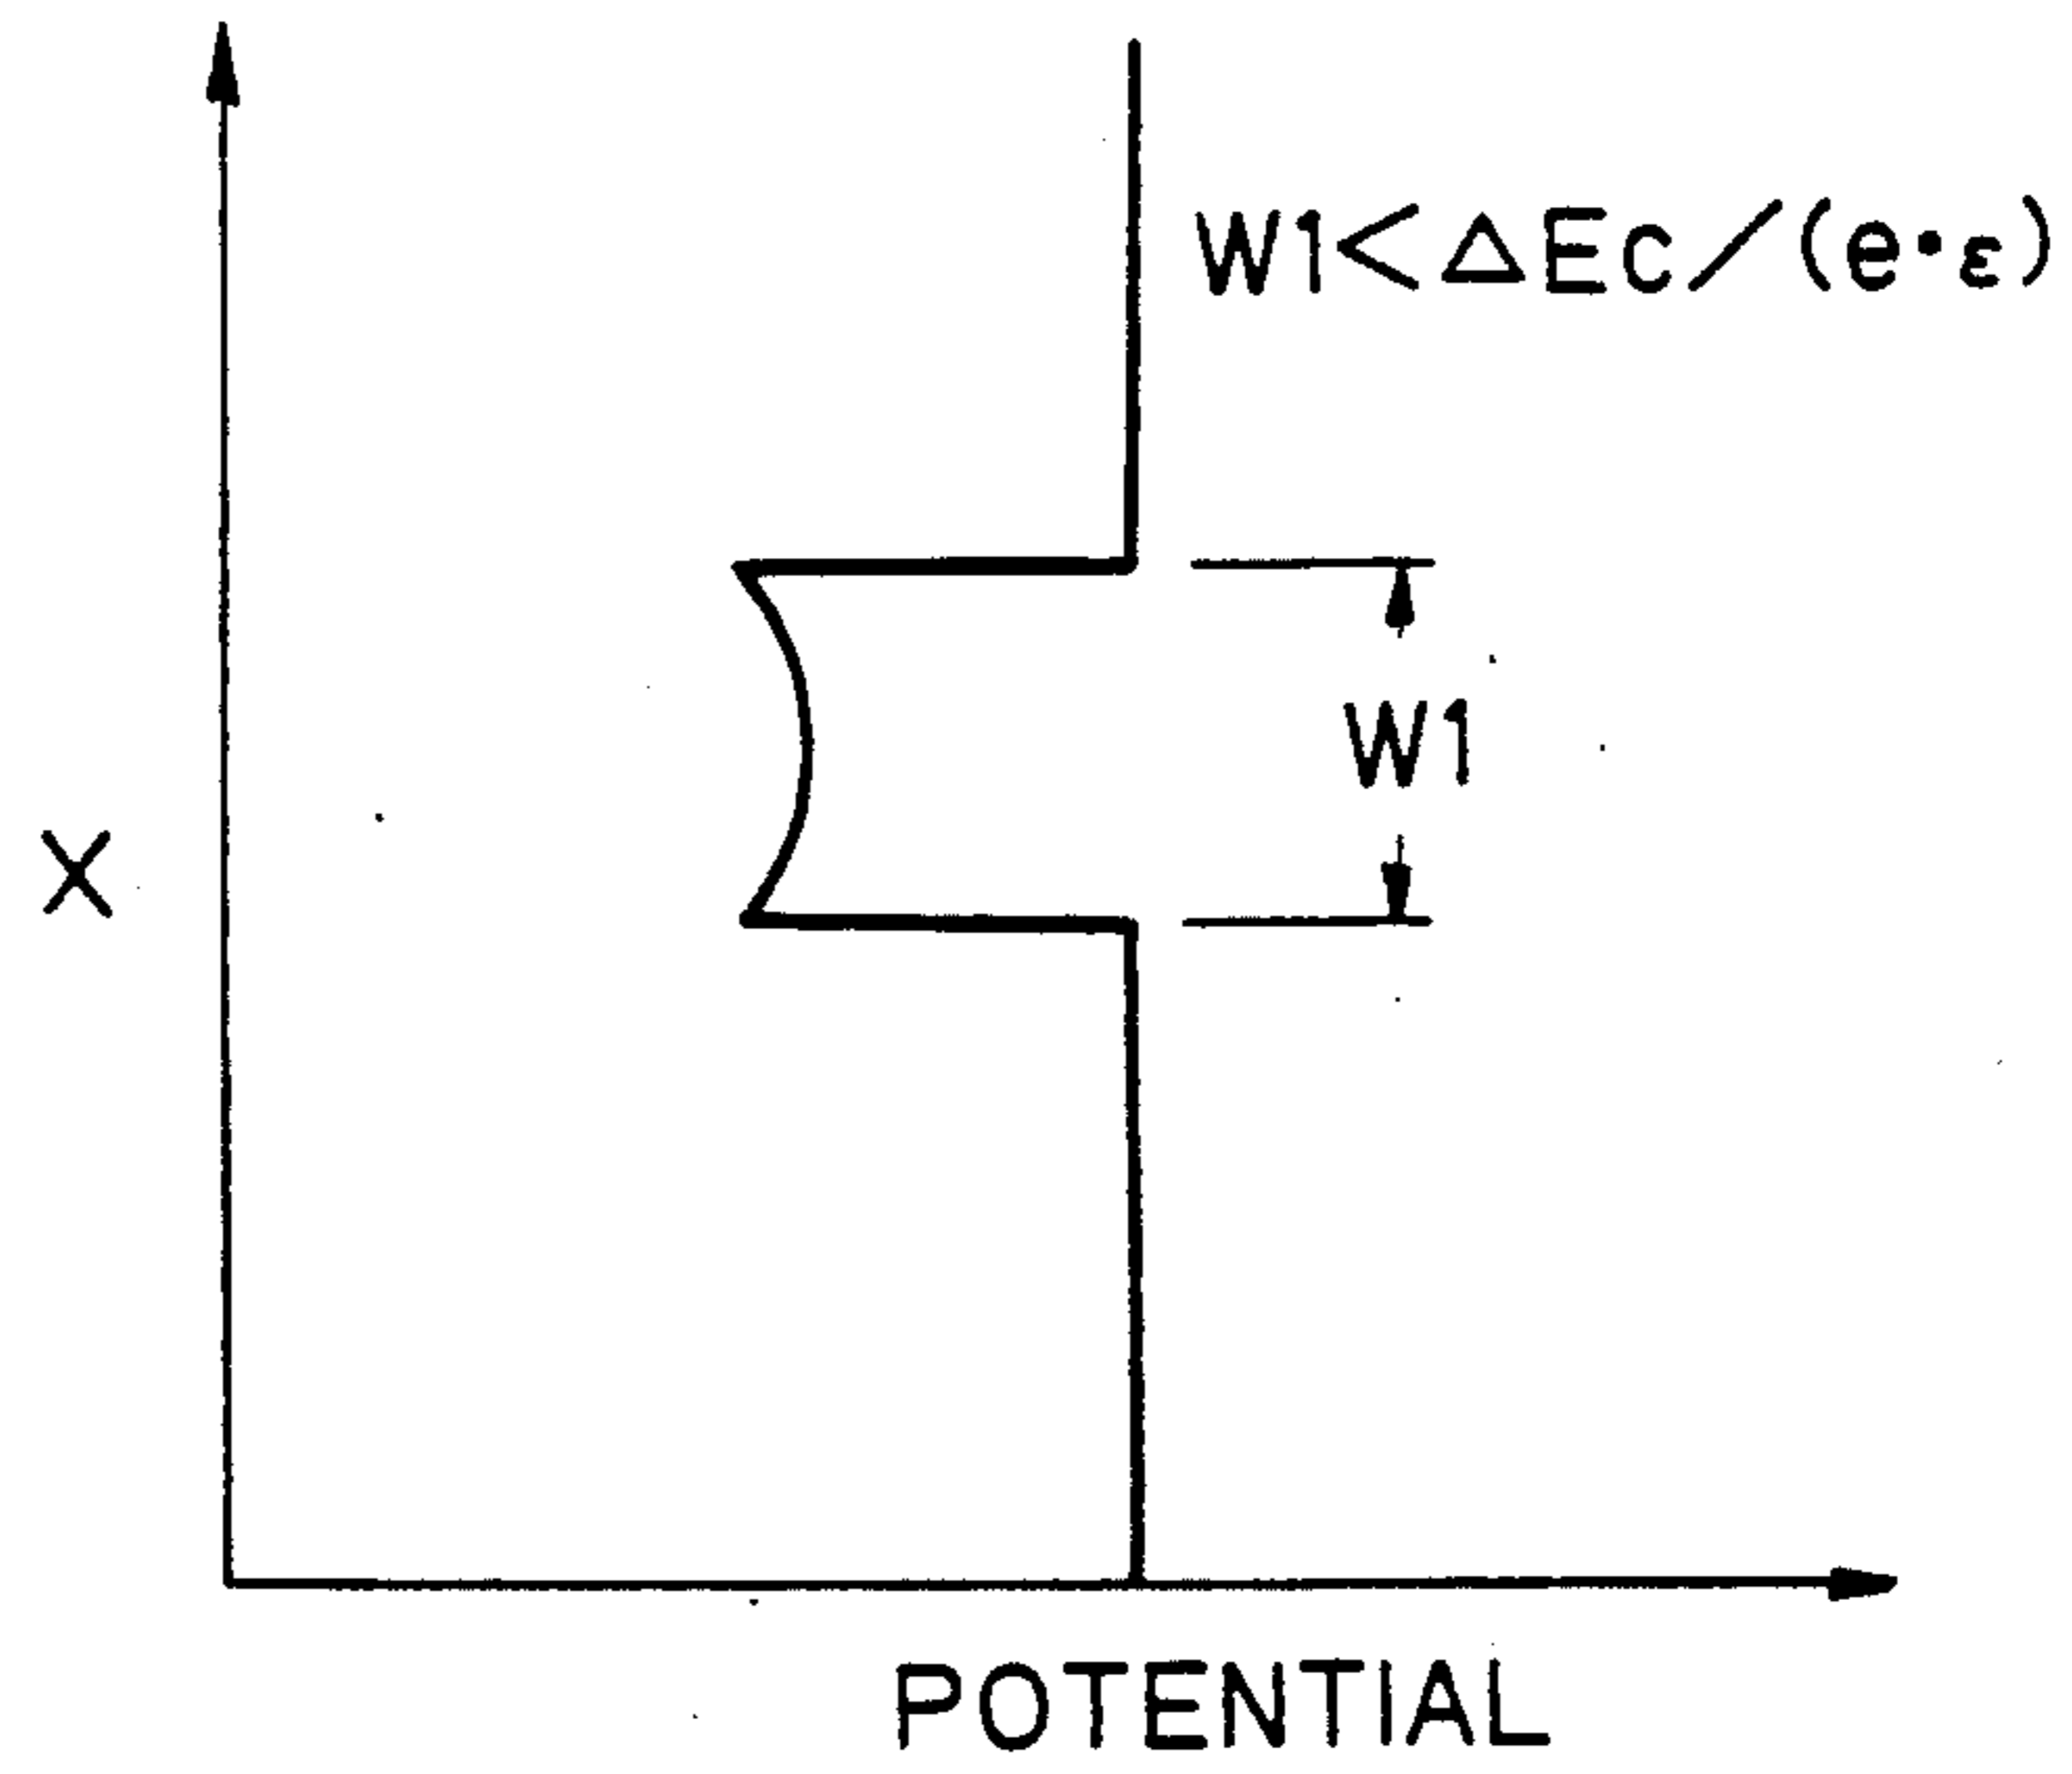 W1<ΔEc/(e·ε)
W1
X
POTENTIAL